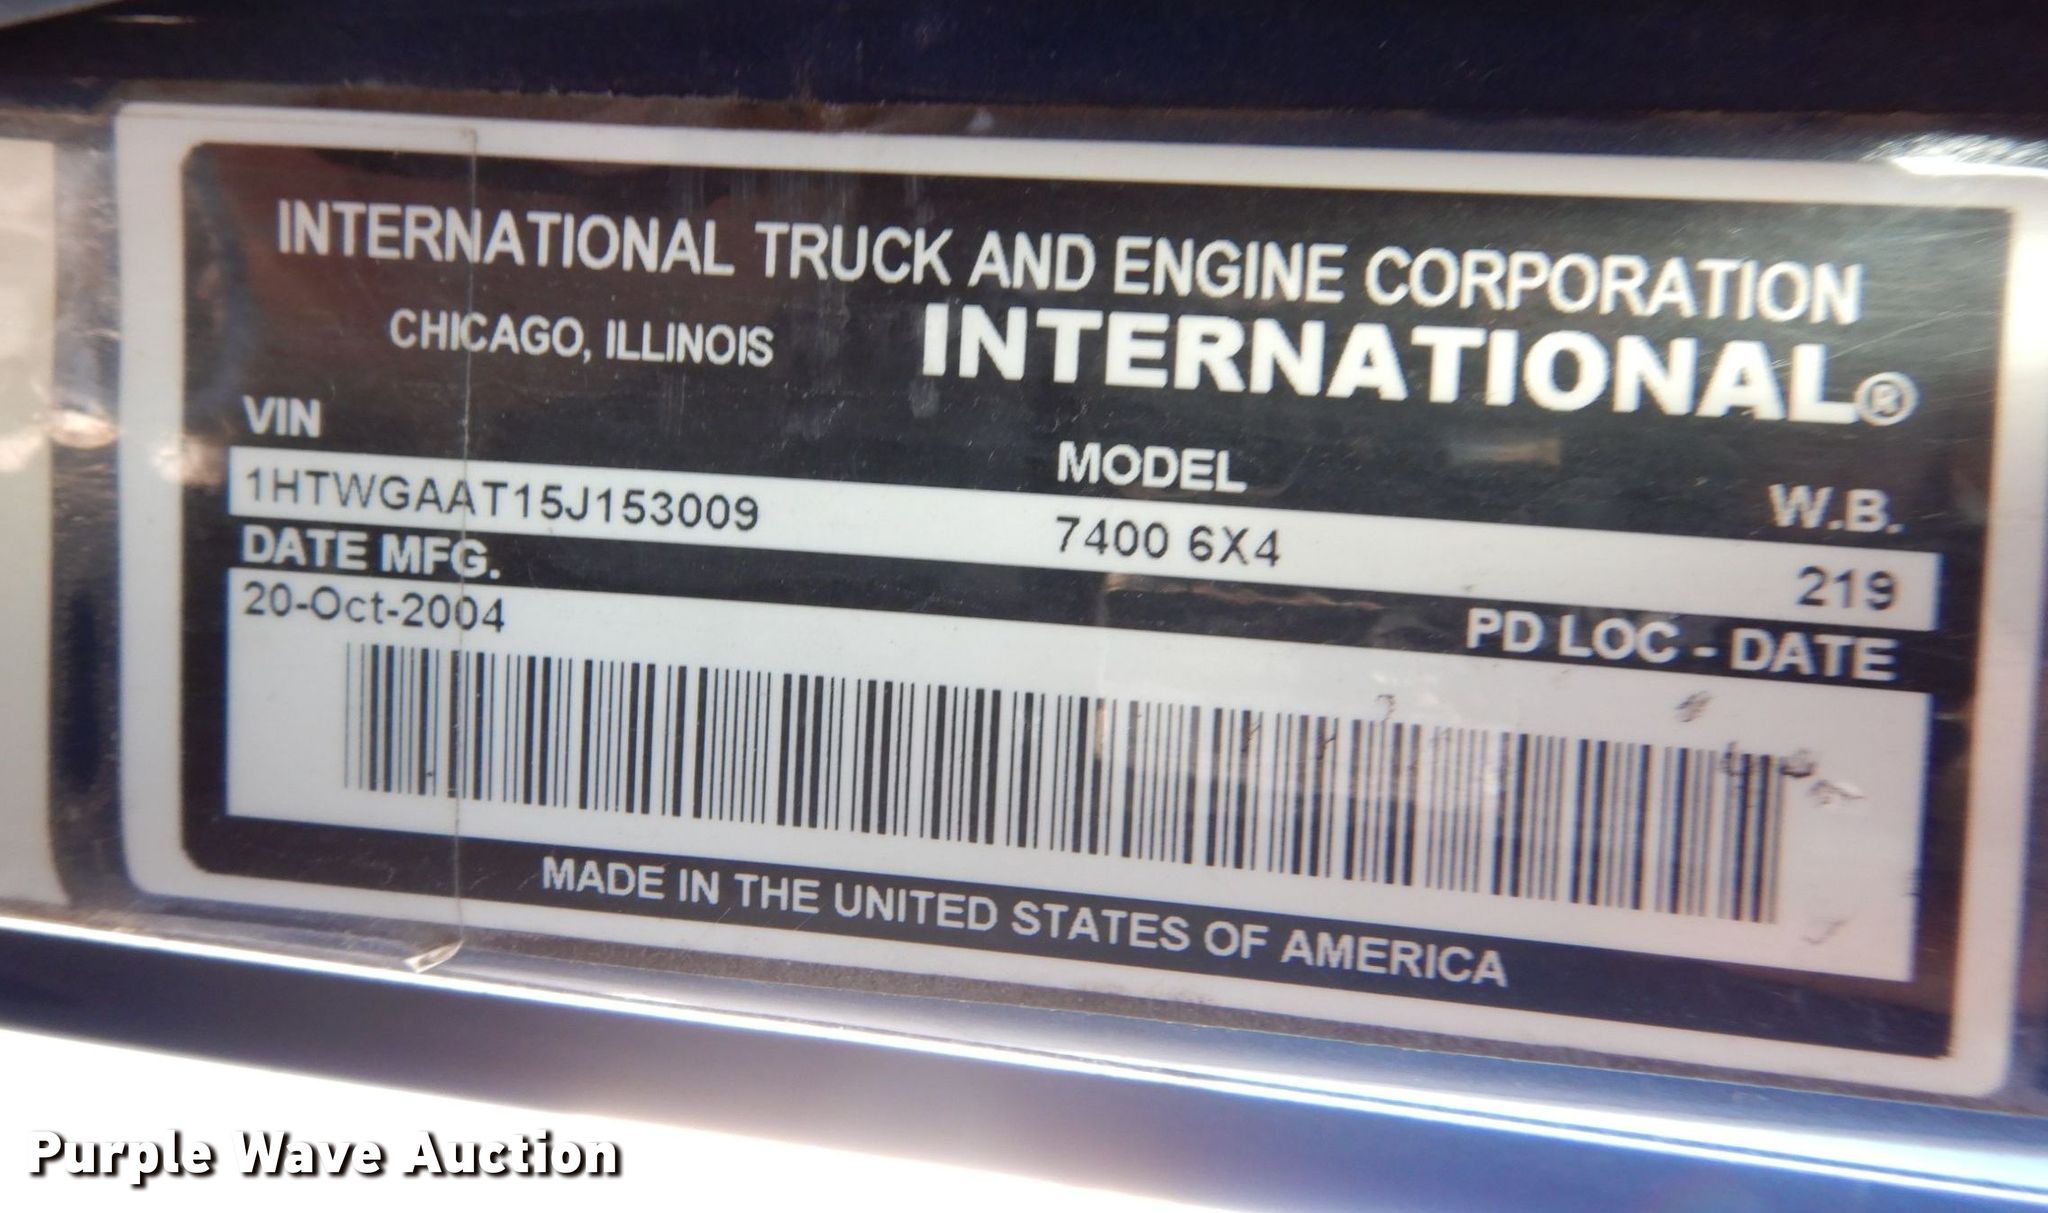 INTERNATIONAL TRUCK AND ENGINE CORPORATION
CHICAGO, ILLINOIS INTERNATIONAL®
VIN MODEL W.B.
1HTWGAAT15J153009 7400 6X4 219
DATE MFG. PD LOC - DATE
20-Oct-2004
MADE IN THE UNITED STATES OF AMERICA
Purple Wave Auction